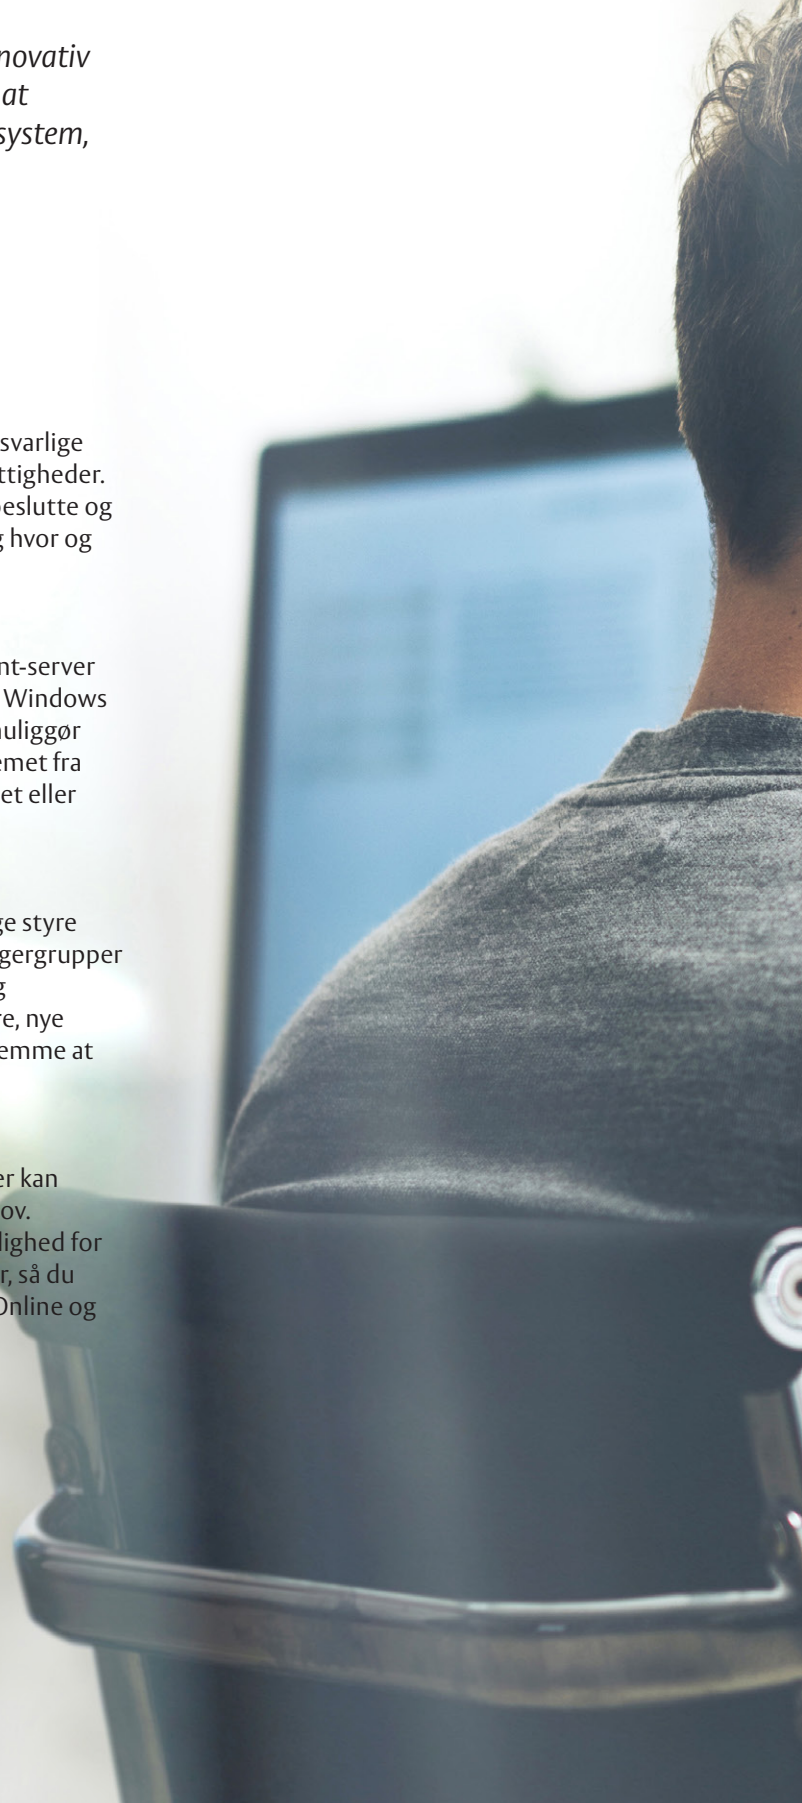 novativ
at
system,
svarlige
ttigheder.
eslutte og
g hvor og
nt-server
Windows
uliggør
emet fra
et eller
ge styre
gergrupper
g
re, nye
emme at
er kan
ov.
lighed for
r, så du
Online og